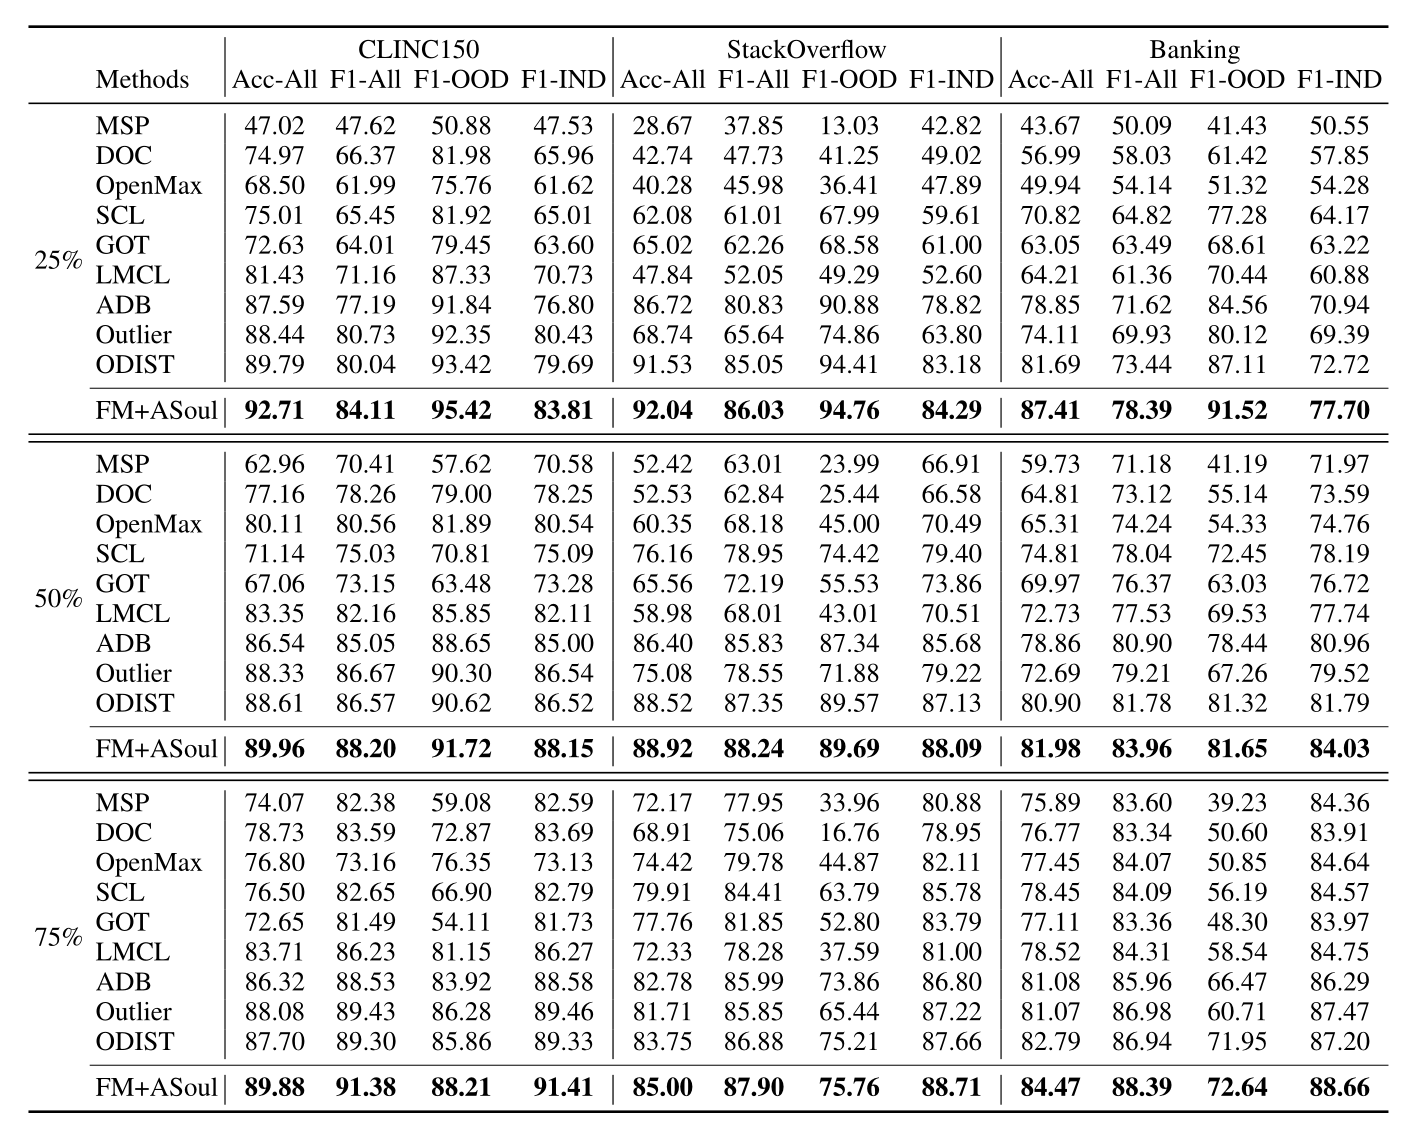 CLINC150 StackOverflow Banking
Methods Acc-All F1-All F1-OOD F1-IND Acc-All F1-All F1-OOD F1-IND Acc-All F1-All F1-OOD F1-IND
MSP 47.02 47.62 50.88 47.53 28.67 37.85 13.03 42.82 43.67 50.09 41.43 50.55
DOC 74.97 66.37 81.98 65.96 42.74 47.73 41.25 49.02 56.99 58.03 61.42 57.85
OpenMax 68.50 61.99 75.76 61.62 40.28 45.98 36.41 47.89 49.94 54.14 51.32 54.28
SCL 75.01 65.45 81.92 65.01 62.08 61.01 67.99 59.61 70.82 64.82 77.28 64.17
GOT 72.63 64.01 79.45 63.60 65.02 62.26 68.58 61.00 63.05 63.49 68.61 63.22
25%
LMCL 81.43 71.16 87.33 70.73 47.84 52.05 49.29 52.60 64.21 61.36 70.44 60.88
ADB 87.59 77.19 91.84 76.80 86.72 80.83 90.88 78.82 78.85 71.62 84.56 70.94
Outlier 88.44 80.73 92.35 80.43 68.74 65.64 74.86 63.80 74.11 69.93 80.12 69.39
ODIST 89.79 80.04 93.42 79.69 91.53 85.05 94.41 83.18 81.69 73.44 87.11 72.72
FM+ASoul 92.71 84.11 95.42 83.81 92.04 86.03 94.76 84.29 87.41 78.39 91.52 77.70
MSP 62.96 70.41 57.62 70.58 52.42 63.01 23.99 66.91 59.73 71.18 41.19 71.97
DOC 77.16 78.26 79.00 78.25 52.53 62.84 25.44 66.58 64.81 73.12 55.14 73.59
OpenMax 80.11 80.56 81.89 80.54 60.35 68.18 45.00 70.49 65.31 74.24 54.33 74.76
SCL 71.14 75.03 70.81 75.09 76.16 78.95 74.42 79.40 74.81 78.04 72.45 78.19
GOT 67.06 73.15 63.48 73.28 65.56 72.19 55.53 73.86 69.97 76.37 63.03 76.72
50%
LMCL 83.35 82.16 85.85 82.11 58.98 68.01 43.01 70.51 72.73 77.53 69.53 77.74
ADB 86.54 85.05 88.65 85.00 86.40 85.83 87.34 85.68 78.86 80.90 78.44 80.96
Outlier 88.33 86.67 90.30 86.54 75.08 78.55 71.88 79.22 72.69 79.21 67.26 79.52
ODIST 88.61 86.57 90.62 86.52 88.52 87.35 89.57 87.13 80.90 81.78 81.32 81.79
FM+ASoul 89.96 88.20 91.72 88.15 88.92 88.24 89.69 88.09 81.98 83.96 81.65 84.03
MSP 74.07 82.38 59.08 82.59 72.17 77.95 33.96 80.88 75.89 83.60 39.23 84.36
DOC 78.73 83.59 72.87 83.69 68.91 75.06 16.76 78.95 76.77 83.34 50.60 83.91
OpenMax 76.80 73.16 76.35 73.13 74.42 79.78 44.87 82.11 77.45 84.07 50.85 84.64
SCL 76.50 82.65 66.90 82.79 79.91 84.41 63.79 85.78 78.45 84.09 56.19 84.57
GOT 72.65 81.49 54.11 81.73 77.76 81.85 52.80 83.79 77.11 83.36 48.30 83.97
75%
LMCL 83.71 86.23 81.15 86.27 72.33 78.28 37.59 81.00 78.52 84.31 58.54 84.75
ADB 86.32 88.53 83.92 88.58 82.78 85.99 73.86 86.80 81.08 85.96 66.47 86.29
Outlier 88.08 89.43 86.28 89.46 81.71 85.85 65.44 87.22 81.07 86.98 60.71 87.47
ODIST 87.70 89.30 85.86 89.33 83.75 86.88 75.21 87.66 82.79 86.94 71.95 87.20
FM+ASoul 89.88 91.38 88.21 91.41 85.00 87.90 75.76 88.71 84.47 88.39 72.64 88.66